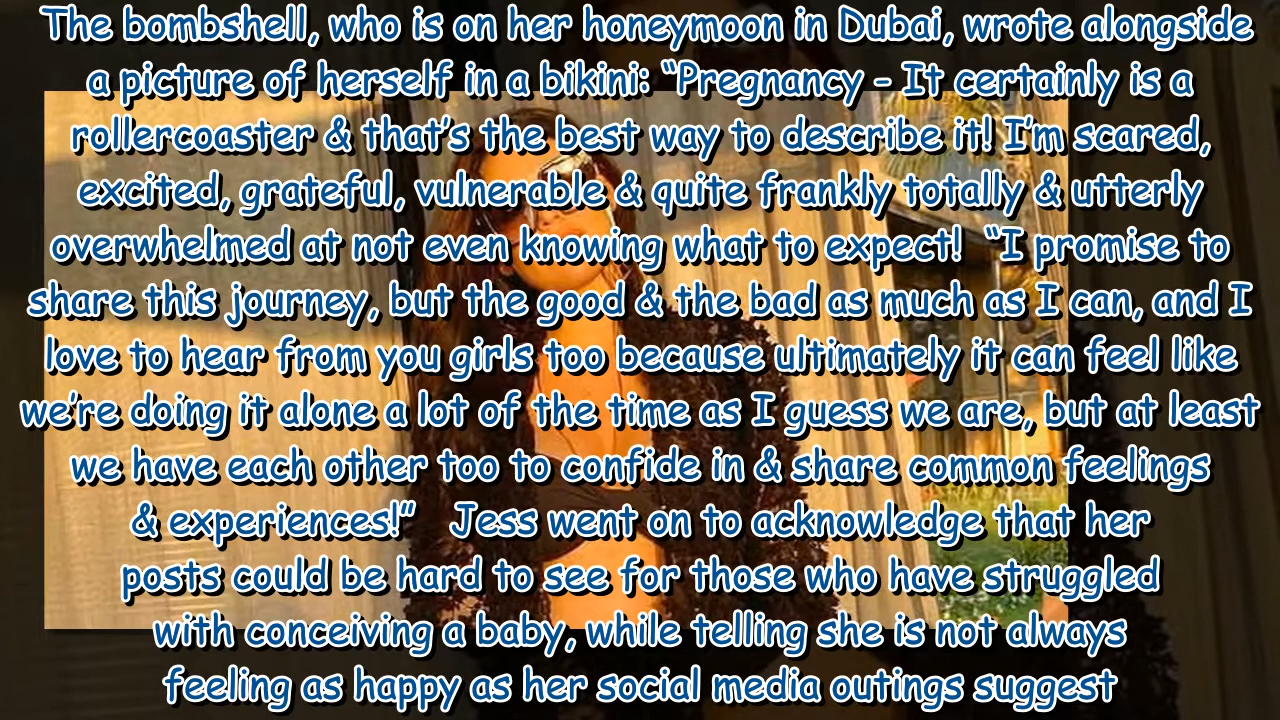 The bombshell, who is on her honeymoon in Dubai, wrote alongside
a picture of herself in a bikini: “Pregnancy – It certainly is a
rollercoaster & that’s the best way to describe it! I’m scared,
excited, grateful, vulnerable & quite frankly totally & utterly
overwhelmed at not even knowing what to expect!  “I promise to
share this journey, but the good & the bad as much as I can, and I
love to hear from you girls too because ultimately it can feel like
we’re doing it alone a lot of the time as I guess we are, but at least
we have each other too to confide in & share common feelings
& experiences!”   Jess went on to acknowledge that her
posts could be hard to see for those who have struggled
with conceiving a baby, while telling she is not always
feeling as happy as her social media outings suggest